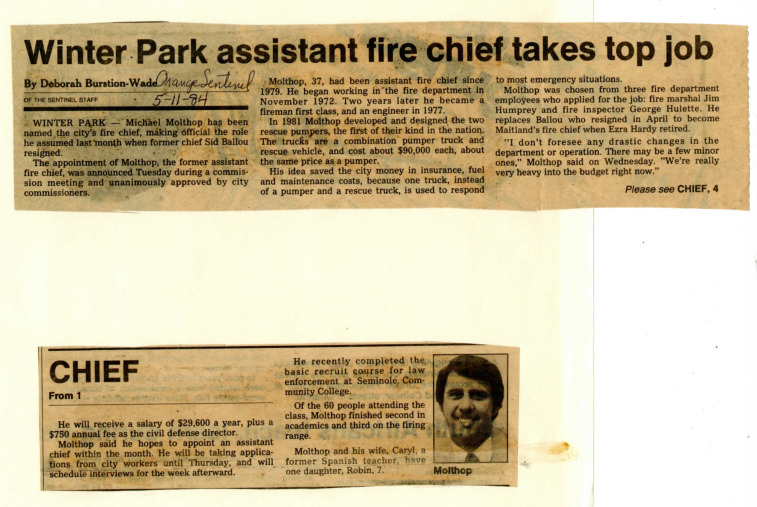 Winter Park assistant fire chief takes top job
By Deborah Burstion-Wade
Orange Sentinel
OF THE SENTINEL STAFF
5-11-84
WINTER PARK — Michael Molthop has been
named the city's fire chief, making official the role
he assumed last month when former chief Sid Ballou
resigned.
The appointment of Molthop, the former assistant
fire chief, was announced Tuesday during a commis-
sion meeting and unanimously approved by city
commissioners.
Molthop, 37, had been assistant fire chief since
1979. He began working in the fire department in
November 1972. Two years later he became a
fireman first class, and an engineer in 1977.
In 1981 Molthop developed and designed the two
rescue pumpers, the first of their kind in the nation.
The trucks are a combination pumper truck and
rescue vehicle, and cost about $90,000 each, about
the same price as a pumper.
His idea saved the city money in insurance, fuel
and maintenance costs, because one truck, instead
of a pumper and a rescue truck, is used to respond
to most emergency situations.
Molthop was chosen from three fire department
employees who applied for the job: fire marshal Jim
Humprey and fire inspector George Hulette. He
replaces Ballou who resigned in April to become
Maitland's fire chief when Ezra Hardy retired.
"I don't foresee any drastic changes in the
department or operation. There may be a few minor
ones," Molthop said on Wednesday. "We're really
very heavy into the budget right now."
Please see CHIEF, 4
CHIEF
From 1
He will receive a salary of $29,600 a year, plus a
$750 annual fee as the civil defense director.
Molthop said he hopes to appoint an assistant
chief within the month. He will be taking applica-
tions from city workers until Thursday, and will
schedule interviews for the week afterward.
He recently completed the
basic recruit course for law
enforcement at Seminole Com-
munity College.
Of the 60 people attending the
class, Molthop finished second in
academics and third on the firing
range.
Molthop and his wife, Caryl, a
former Spanish teacher, have
one daughter, Robin, 7.
Molthop